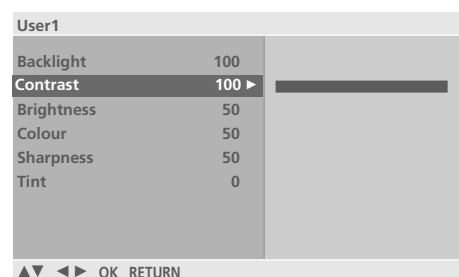 User1
Backlight 100
Contrast 100 ►
Brightness 50
Colour 50
Sharpness 50
Tint 0
▲▼ ◄► OK RETURN